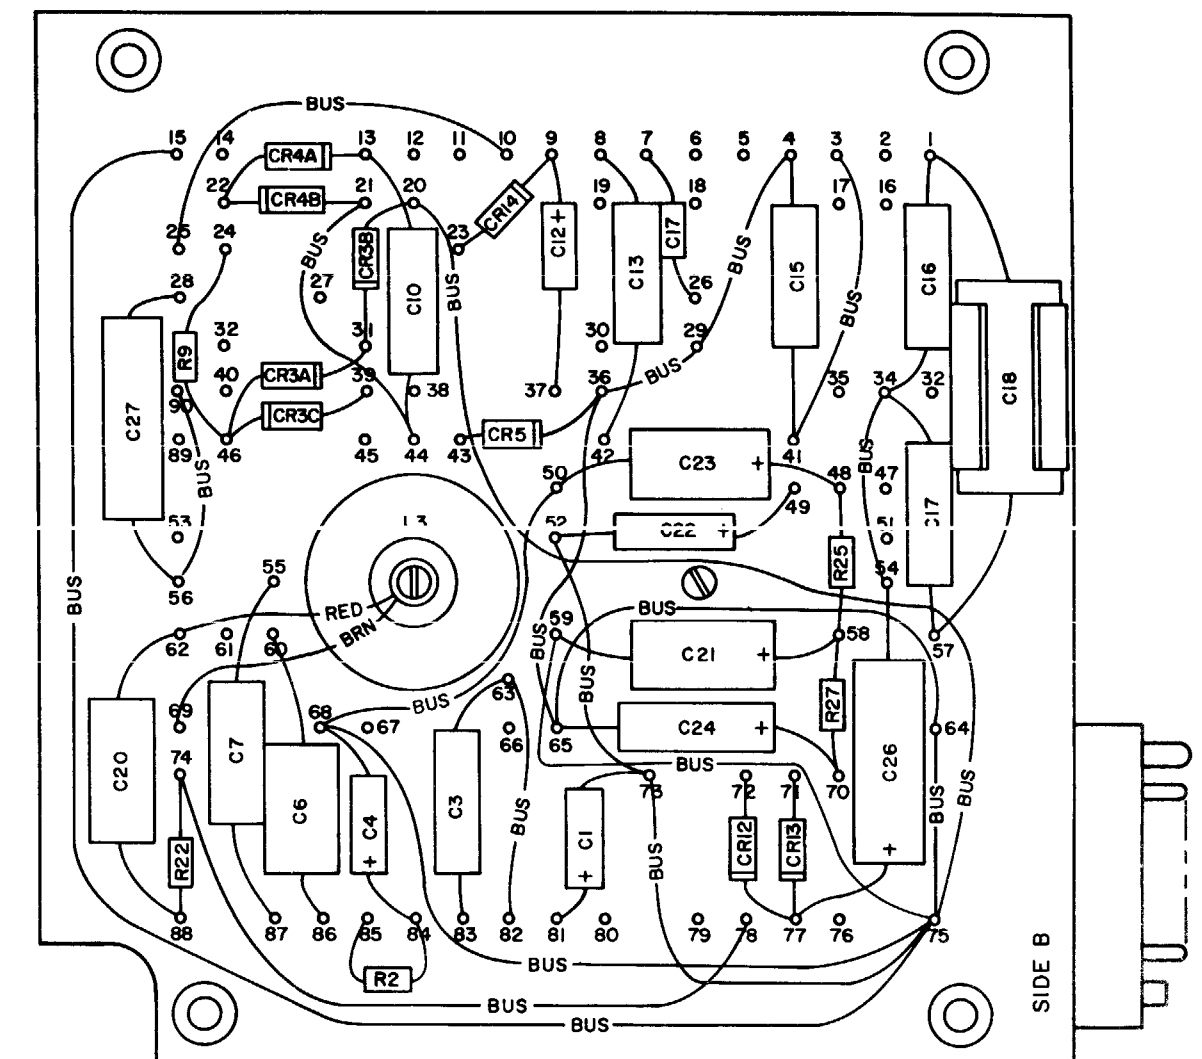 BUS
15 14 13 12 11 10 9 8 7 6 5 4 3 2 1
CR4A
22 21 20 19 18 17 16
CR4B
CR14
25 24 23
CR3B
C12+
C17
BUS
BUS
BUS
28 27 26
C10
C13
C15
C16
BUS
BUS
32 31 30 29
R9
CR3A
BUS
C18
90 40 39 38 37 36 35 34 32
CR3C
C27
CR5
89 46 45 44 43 42 41
BUS
BUS
C23 +
50 49 48 47
53 52 51
L3
C22 +
C17
R25
56 55 54
BUS
RED
BRN
BUS
59 58 57
62 61 60
BUS
C21 +
BUS
63
R27
BUS
69 68 67 66 65 64
C24 +
C7
C20
C26 +
BUS
74 73 72 71 70
BUS
BUS
C6
C4 +
C3
BUS
C1 +
BUS
CR12
CR13
R22
88 87 86 85 84 83 82 81 80 79 78 77 76 75
R2
BUS
BUS
BUS
SIDE B